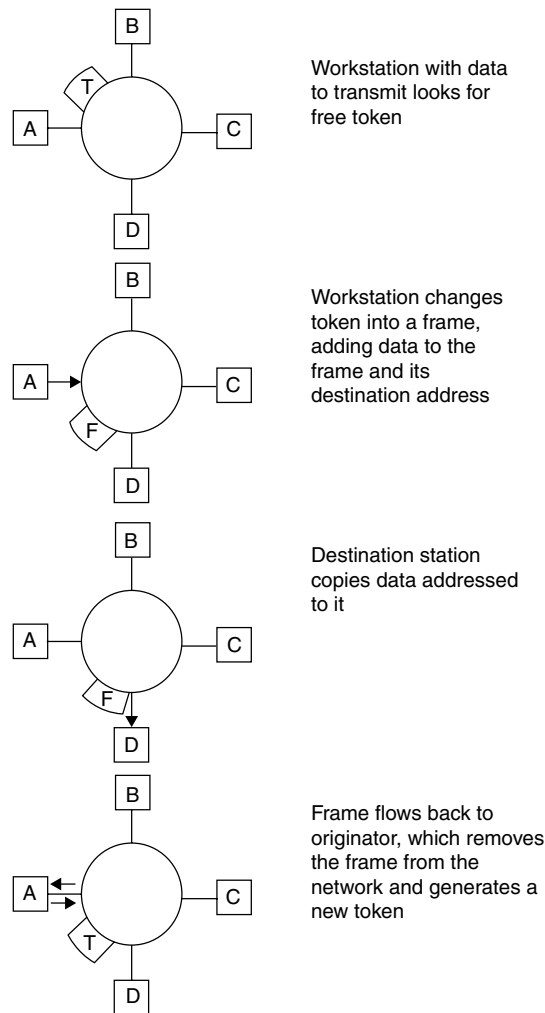 B
T
Workstation with data
to transmit looks for
free token
A
C
D
B
Workstation changes
token into a frame,
adding data to the
frame and its
destination address
A
C
F
D
B
Destination station
copies data addressed
to it
A
C
F
D
B
Frame flows back to
originator, which removes
the frame from the
network and generates a
new token
A
C
T
D